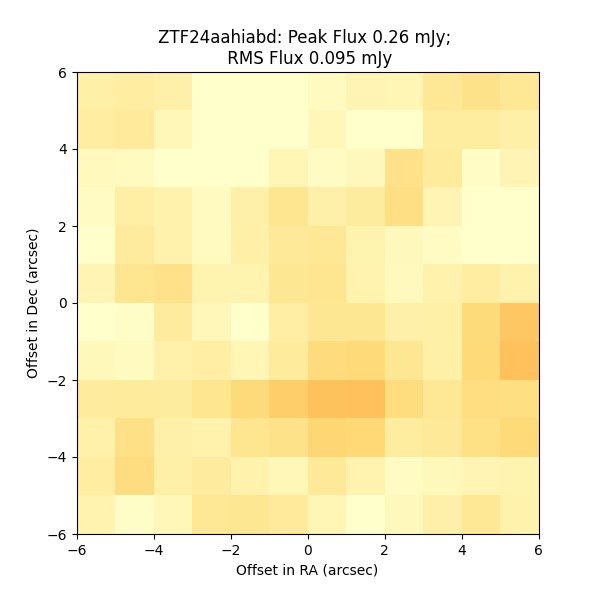 ZTF24aahiabd: Peak Flux 0.26 mJy;
RMS Flux 0.095 mJy
6
4
2
0
−2
−4
−6
Offset in Dec (arcsec)
−6 −4 −2 0 2 4 6
Offset in RA (arcsec)